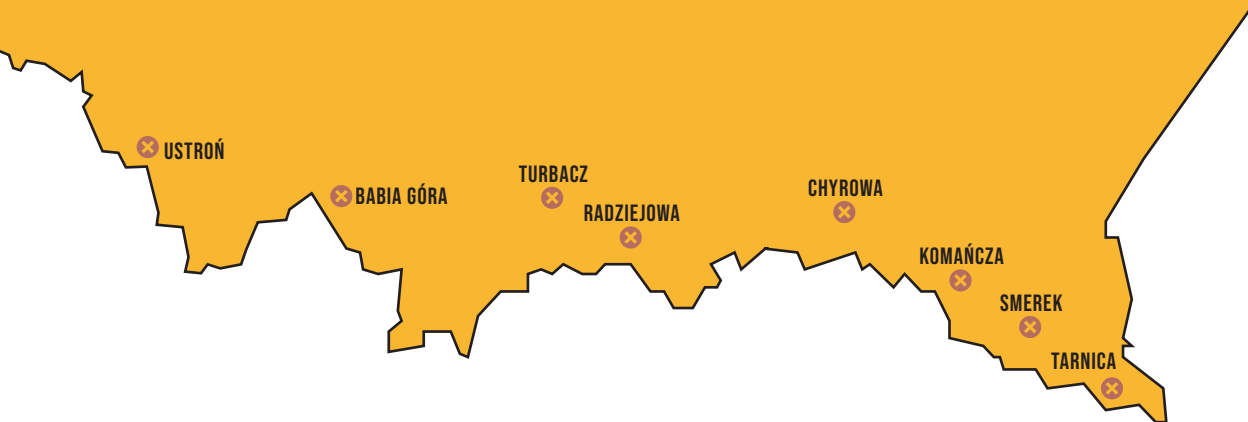 USTROŃ
BABIA GÓRA
TURBACZ
RADZIEJOWA
CHYROWA
KOMAŃCZA
SMEREK
TARNICA